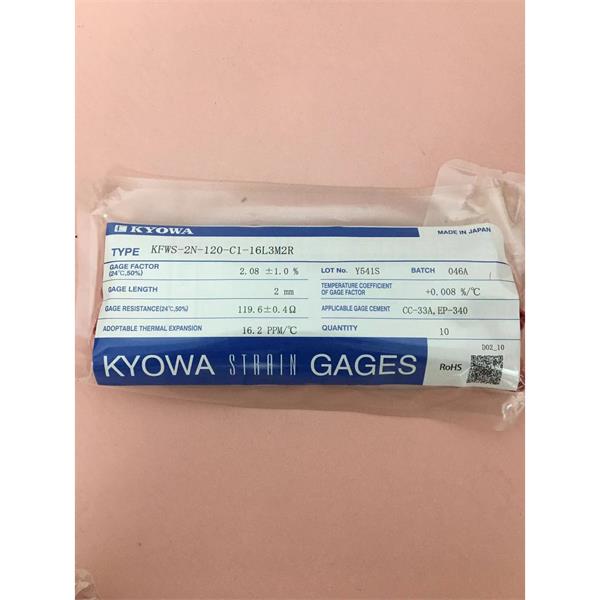 KYOWA
MADE IN JAPAN
TYPE KFWS-2N-120-C1-16L3M2R
GAGE FACTOR (24℃,50%) 2.08 ±1.0 % LOT No. Y541S BATCH 046A
GAGE LENGTH 2 mm TEMPERATURE COEFFICIENT OF GAGE FACTOR +0.008 %/℃
GAGE RESISTANCE(24℃,50%) 119.6±0.4Ω APPLICABLE GAGE CEMENT CC-33A,EP-340
ADOPTABLE THERMAL EXPANSION 16.2 PPM/℃ QUANTITY 10
D02_10
KYOWA STRAIN GAGES RoHS